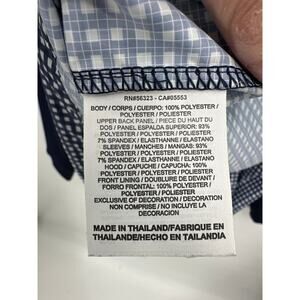 RN#56323 - CA#05553
BODY / CORPS / CUERPO: 100% POLYESTER /
POLYESTER / POLIESTER
UPPER BACK PANEL / PIECE DU HAUT DU
DOS / PANEL ESPALDA SUPERIOR: 93%
POLYESTER / POLYESTER / POLIESTER
7% SPANDEX / ELASTHANNE / ELASTANO
SLEEVES / MANCHES / MANGAS: 93%
POLYESTER / POLYESTER / POLIESTER
7% SPANDEX / ELASTHANNE / ELASTANO
HOOD / CAPUCHE / CAPUCHA: 100%
POLYESTER / POLYESTER / POLIESTER
FRONT LINING / DOUBLURE DE DEVANT /
FORRO FRONTAL: 100% POLYESTER /
POLYESTER / POLIESTER
EXCLUSIVE OF DECORATION / DECORATION
NON COMPRISE / NO INCLUYE LA
DECORACION
MADE IN THAILAND/FABRIQUE EN
THAILANDE/HECHO EN TAILANDIA